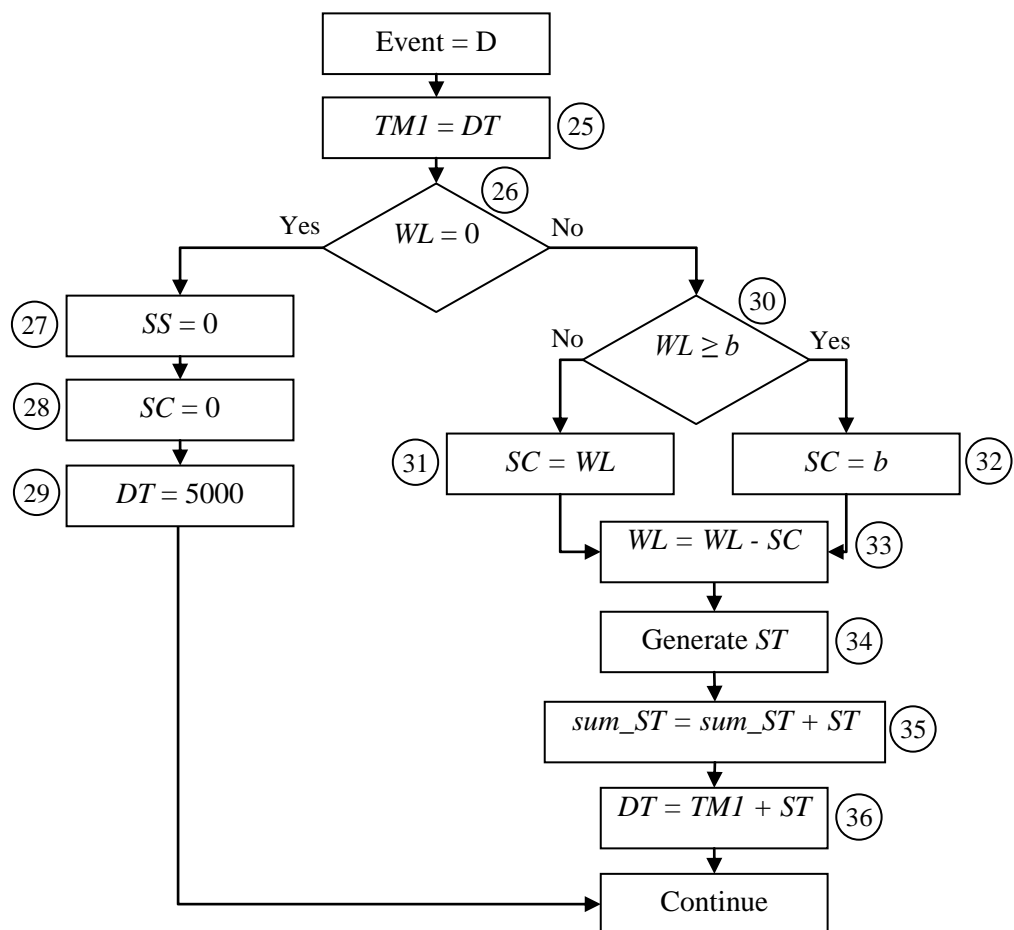 Event = D
TM1 = DT
25
26
Yes
WL = 0
No
27
SS = 0
30
No
WL ≥ b
Yes
28
SC = 0
31
SC = WL
SC = b
32
29
DT = 5000
WL = WL - SC
33
Generate ST
34
sum_ST = sum_ST + ST
35
DT = TM1 + ST
36
Continue